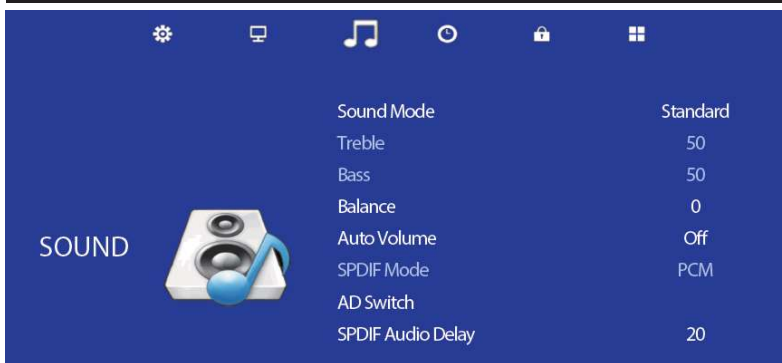 Sound Mode Standard
Treble 50
Bass 50
Balance 0
SOUND
Auto Volume Off
SPDIF Mode PCM
AD Switch
SPDIF Audio Delay 20